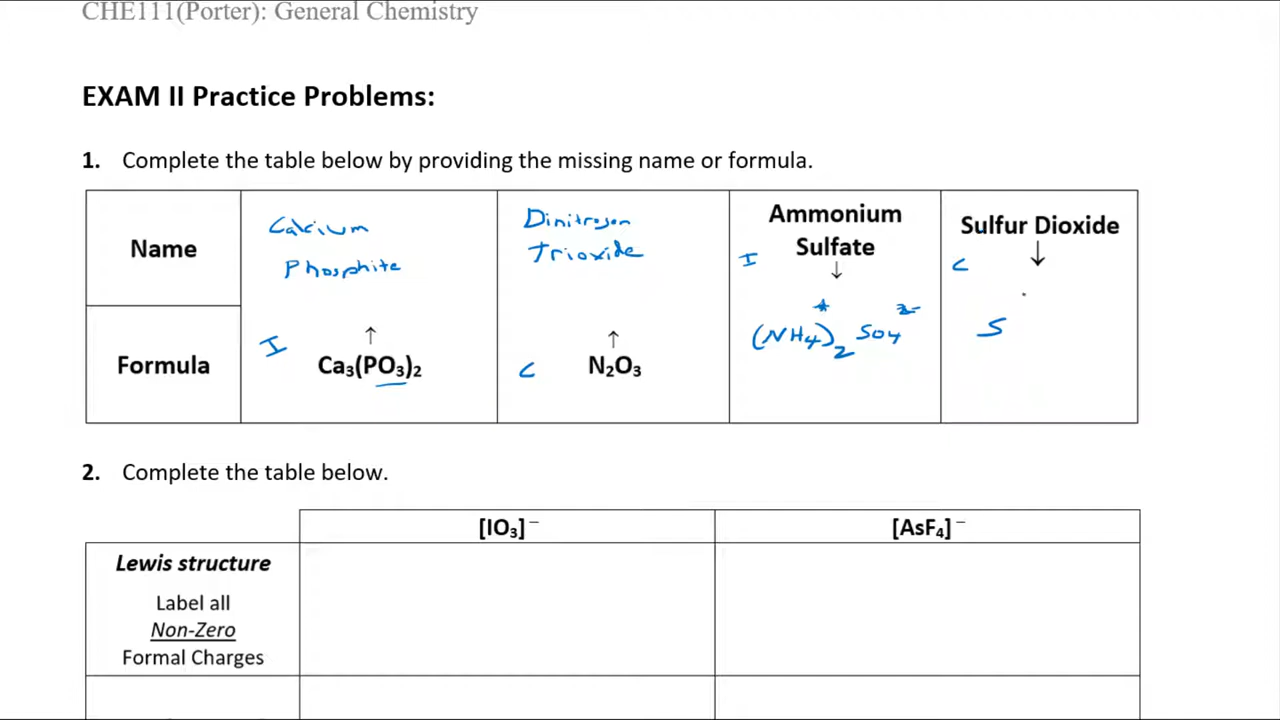 CHE111(Porter): General Chemistry
EXAM II Practice Problems:
1. Complete the table below by providing the missing name or formula.
Name
Calcium
Phosphite
Dinitrogen
Trioxide
Ammonium
Sulfate
↓
I
Sulfur Dioxide
↓
C
Formula
I
↑
Ca₃(PO₃)₂
C
↑
N₂O₃
(NH₄)₂⁺ SO₄²⁻
S
2. Complete the table below.
[IO₃]⁻
[AsF₄]⁻
Lewis structure
Label all
Non-Zero
Formal Charges